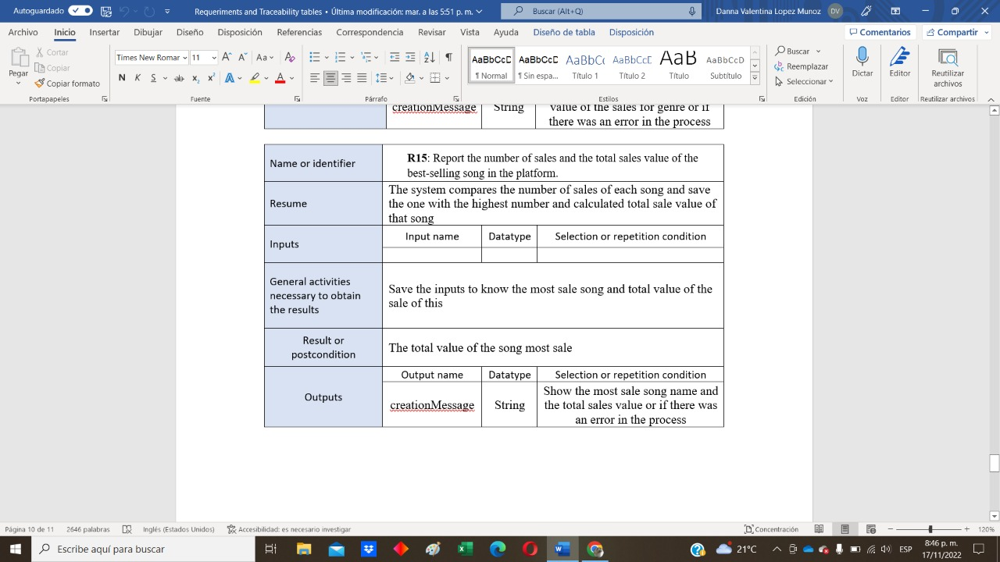 Autoguardado
Requeriments and Traceability tables • Última modificación: mar. a las 5:51 p. m.
Buscar (Alt+Q)
Danna Valentina Lopez Munoz
DV
Archivo Inicio Insertar Dibujar Diseño Disposición Referencias Correspondencia Revisar Vista Ayuda Diseño de tabla Disposición
Comentarios
Compartir
Pegar
Cortar
Copiar
Copiar formato
Portapapeles
Times New Romar 11
N K S ab x₂ x²
Fuente
Párrafo
AaBbCcD AaBbCcD AaBbCc AaBbCcE AaB AaBbCcD
¶ Normal ¶ Sin espa... Título 1 Título 2 Título Subtítulo
Estilos
Buscar
Reemplazar
Seleccionar
Edición
Dictar
Voz
Editor
Editor
Reutilizar
archivos
Reutilizar archivos
creationMessage String value of the sales for genre or if
there was an error in the process
Name or identifier
R15: Report the number of sales and the total sales value of the
best-selling song in the platform.
Resume
The system compares the number of sales of each song and save
the one with the highest number and calculated total sale value of
that song
Inputs
Input name Datatype Selection or repetition condition
General activities
necessary to obtain
the results
Save the inputs to know the most sale song and total value of the
sale of this
Result or
postcondition
The total value of the song most sale
Outputs
Output name Datatype Selection or repetition condition
creationMessage String
Show the most sale song name and
the total sales value or if there was
an error in the process
Página 10 de 11 2646 palabras Inglés (Estados Unidos) Accesibilidad: es necesario investigar
Concentración
120%
Escribe aquí para buscar
21°C
ESP
8:46 p. m.
17/11/2022